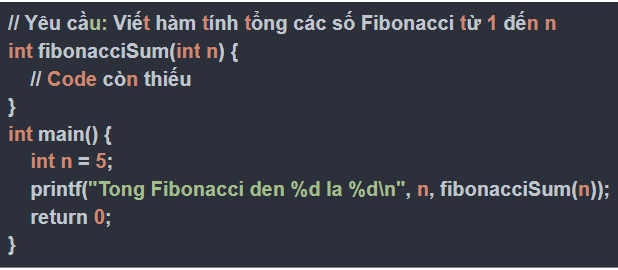 // Yêu cầu: Viết hàm tính tổng các số Fibonacci từ 1 đến n
int fibonacciSum(int n) {
    // Code còn thiếu
}
int main() {
    int n = 5;
    printf("Tong Fibonacci den %d la %d\n", n, fibonacciSum(n));
    return 0;
}